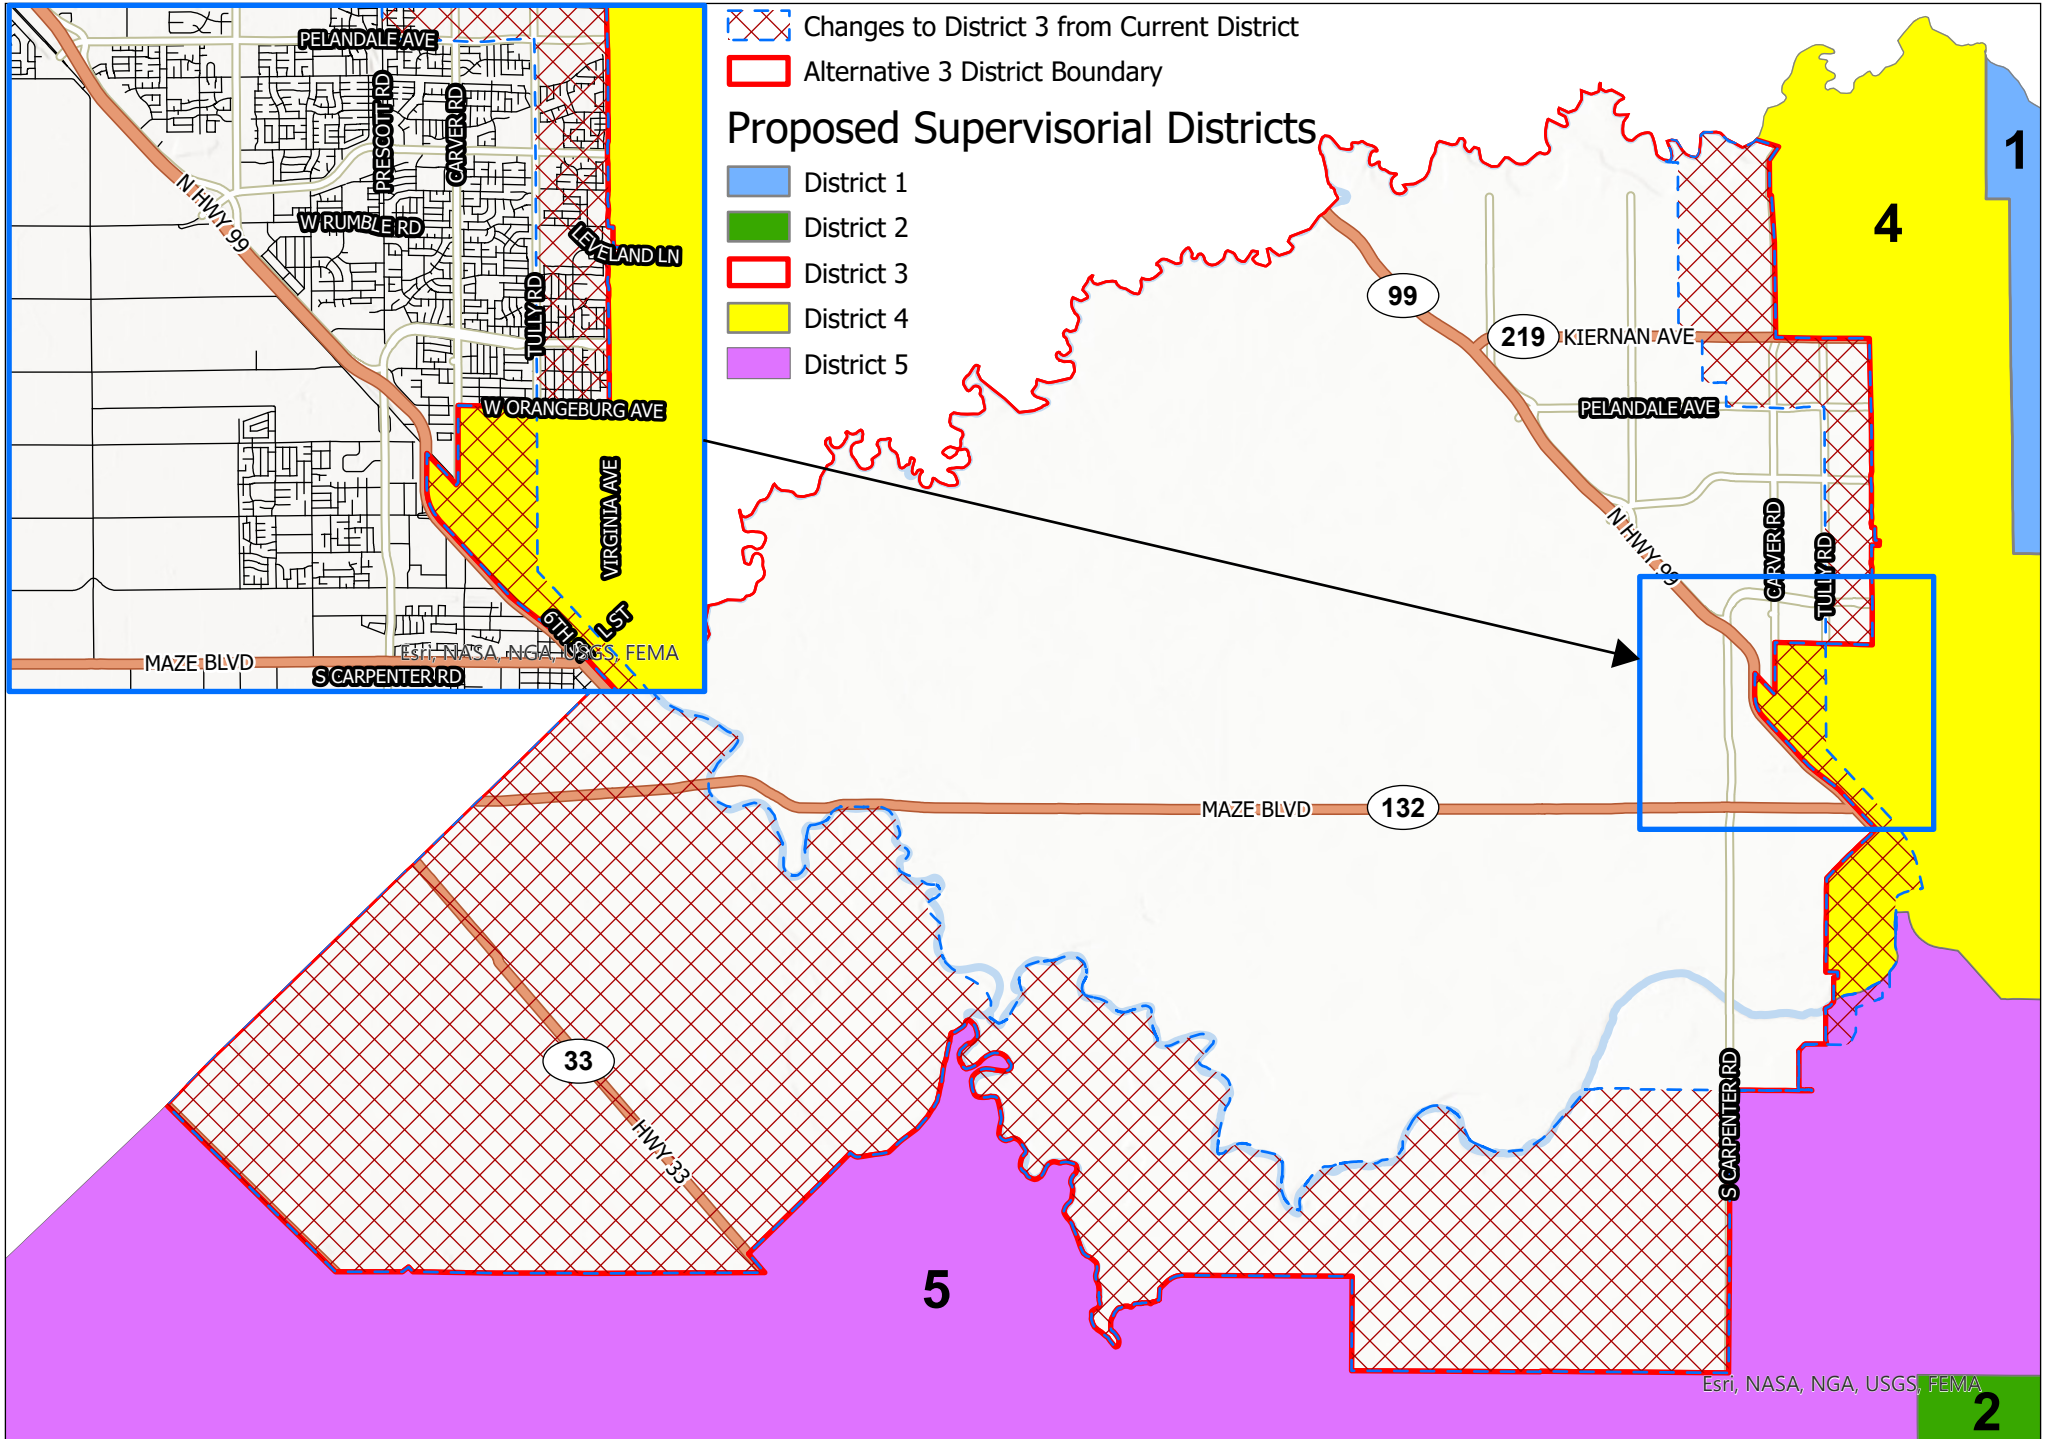 Changes to District 3 from Current District
Alternative 3 District Boundary
Proposed Supervisorial Districts
District 1
District 2
District 3
District 4
District 5
PELANDALE AVE
PRESCOTT RD
CARVER RD
N HWY 99
W RUMBLE RD
LEVELAND LN
TULLY RD
W ORANGEBURG AVE
VIRGINIA AVE
L ST
6TH ST
MAZE BLVD
Esri, NASA, NGA, USGS, FEMA
S CARPENTER RD
1
4
99
219
KIERNAN AVE
PELANDALE AVE
N HWY 99
CARVER RD
TULLY RD
MAZE BLVD
132
33
HWY 33
S CARPENTER RD
5
Esri, NASA, NGA, USGS, FEMA
2